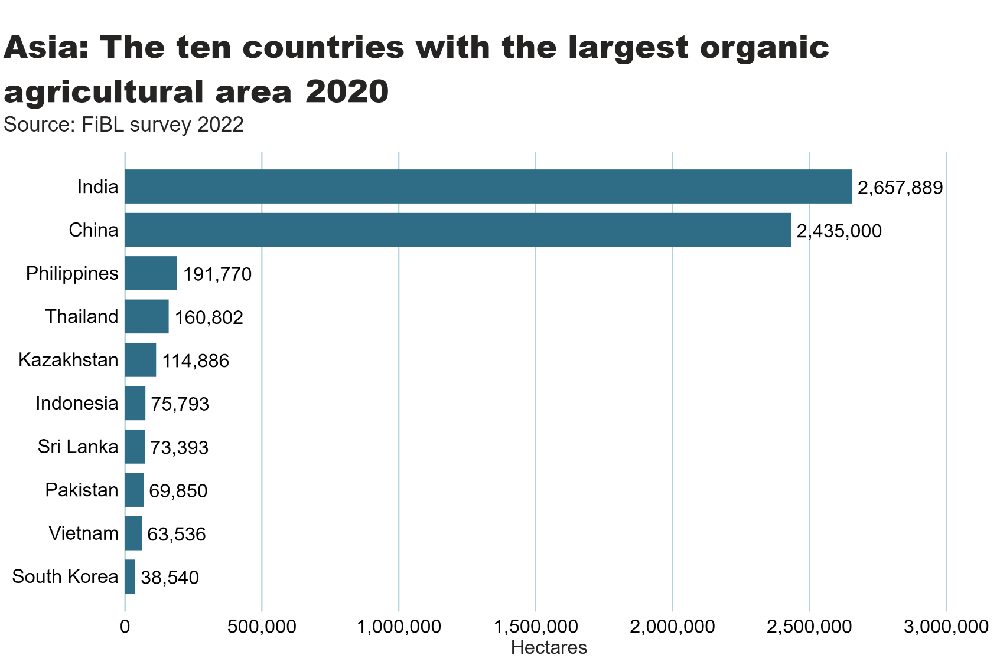 Asia: The ten countries with the largest organic
agricultural area 2020
Source: FiBL survey 2022
India 2,657,889
China 2,435,000
Philippines 191,770
Thailand 160,802
Kazakhstan 114,886
Indonesia 75,793
Sri Lanka 73,393
Pakistan 69,850
Vietnam 63,536
South Korea 38,540
0 500,000 1,000,000 1,500,000 2,000,000 2,500,000 3,000,000
Hectares